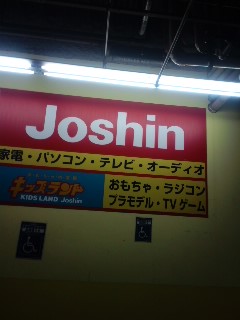 Joshin
家電・パソコン・テレビ・オーディオ
キッズランド
KIDS LAND Joshin
おもちゃ・ラジコン
プラモデル・TVゲーム